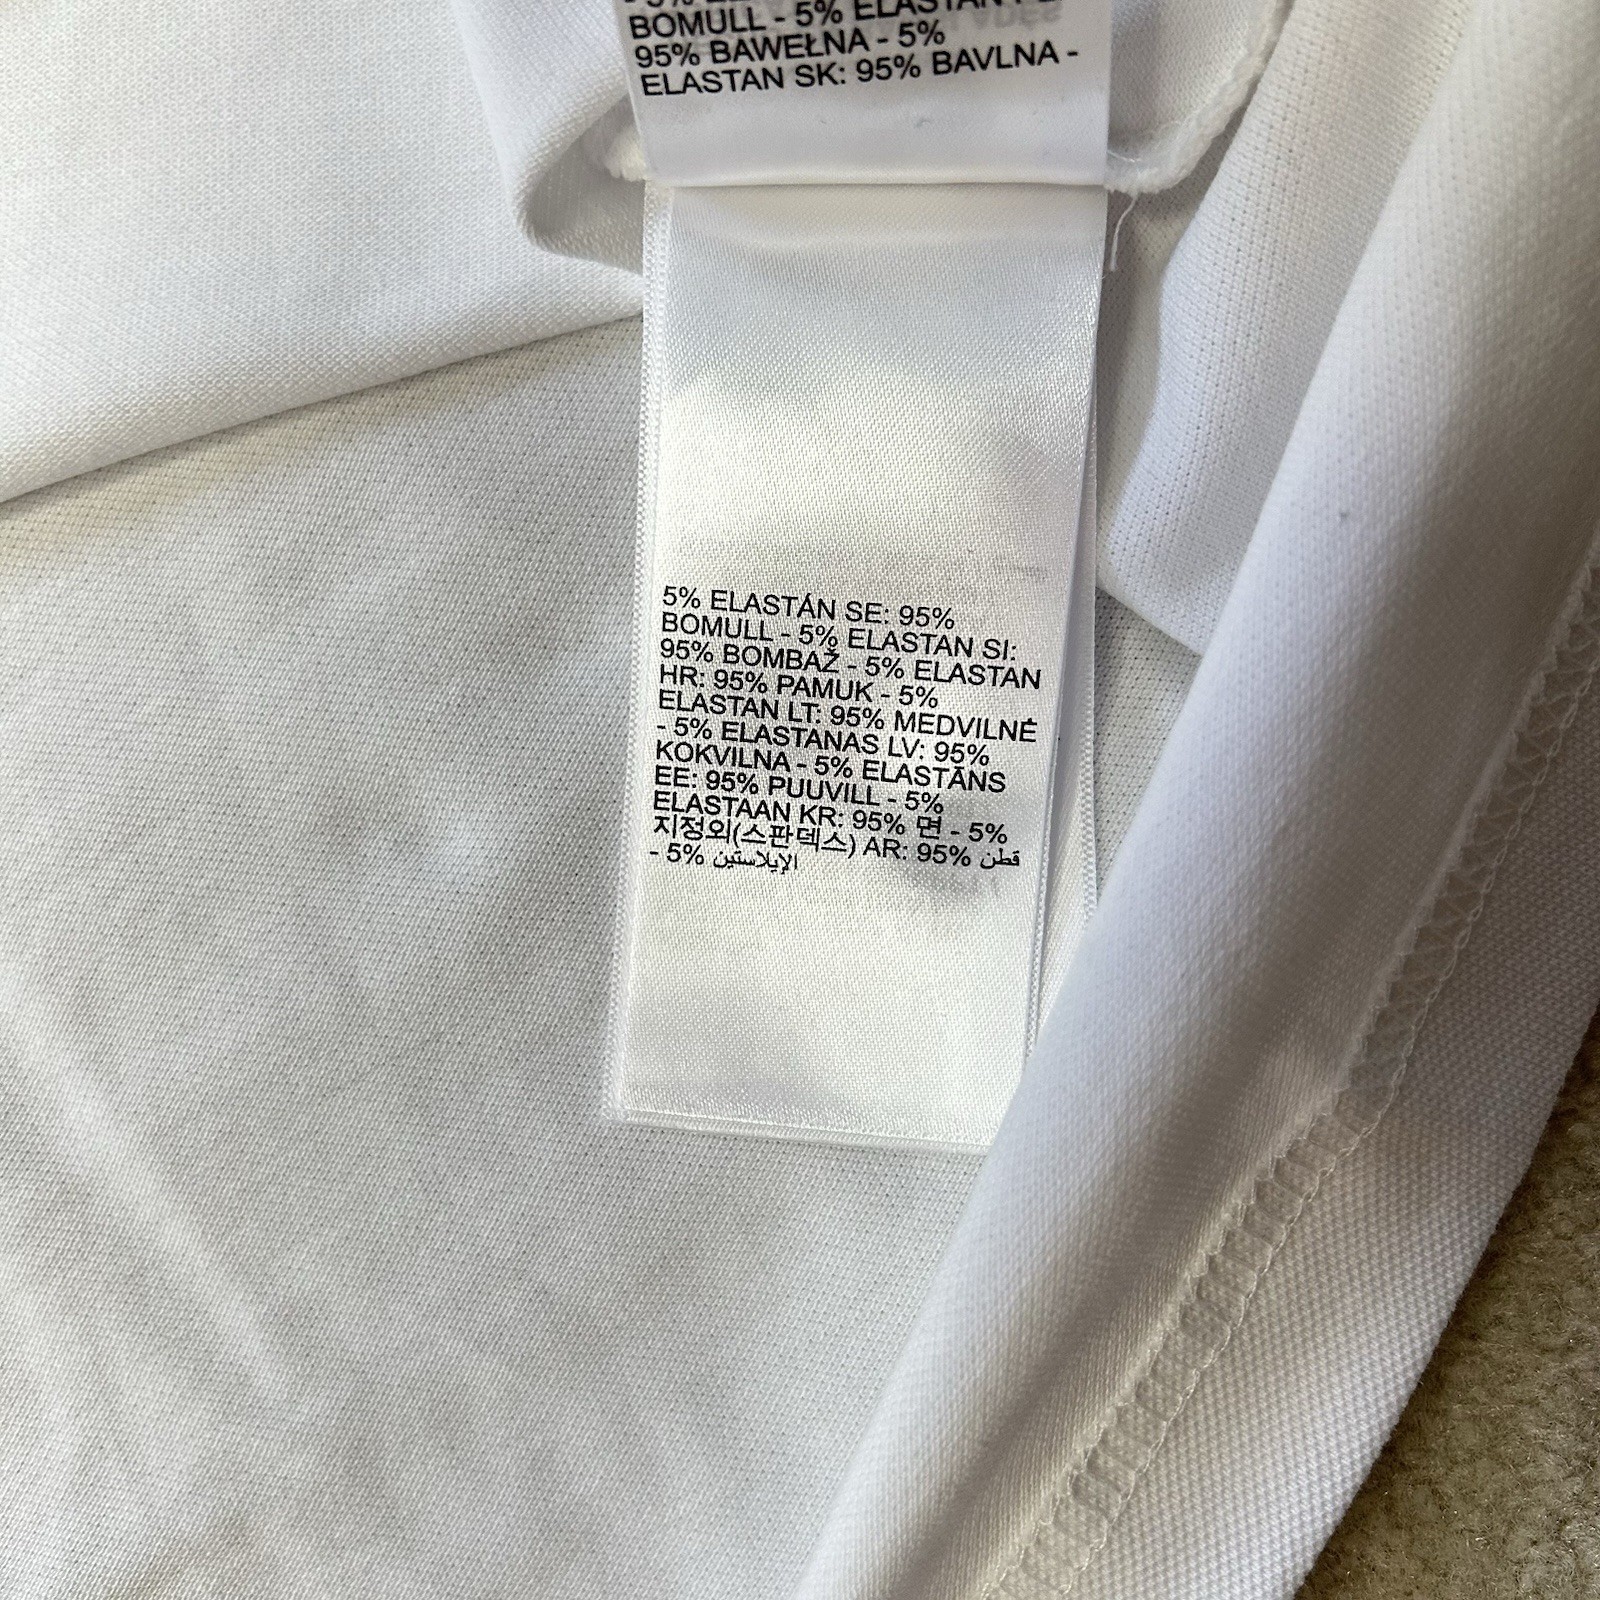 BOMULL - 5% ELASTAN
95% BAWEŁNA - 5%
ELASTAN SK: 95% BAVLNA -
5% ELASTÁN SE: 95%
BOMULL - 5% ELASTAN SI:
95% BOMBAŽ - 5% ELASTAN
HR: 95% PAMUK - 5%
ELASTAN LT: 95% MEDVILNĖ
- 5% ELASTANAS LV: 95%
KOKVILNA - 5% ELASTĀNS
EE: 95% PUUVILL - 5%
ELASTAAN KR: 95% 면 - 5%
지정외(스판덱스) AR: 95% قطن
- 5% الإيلاستين